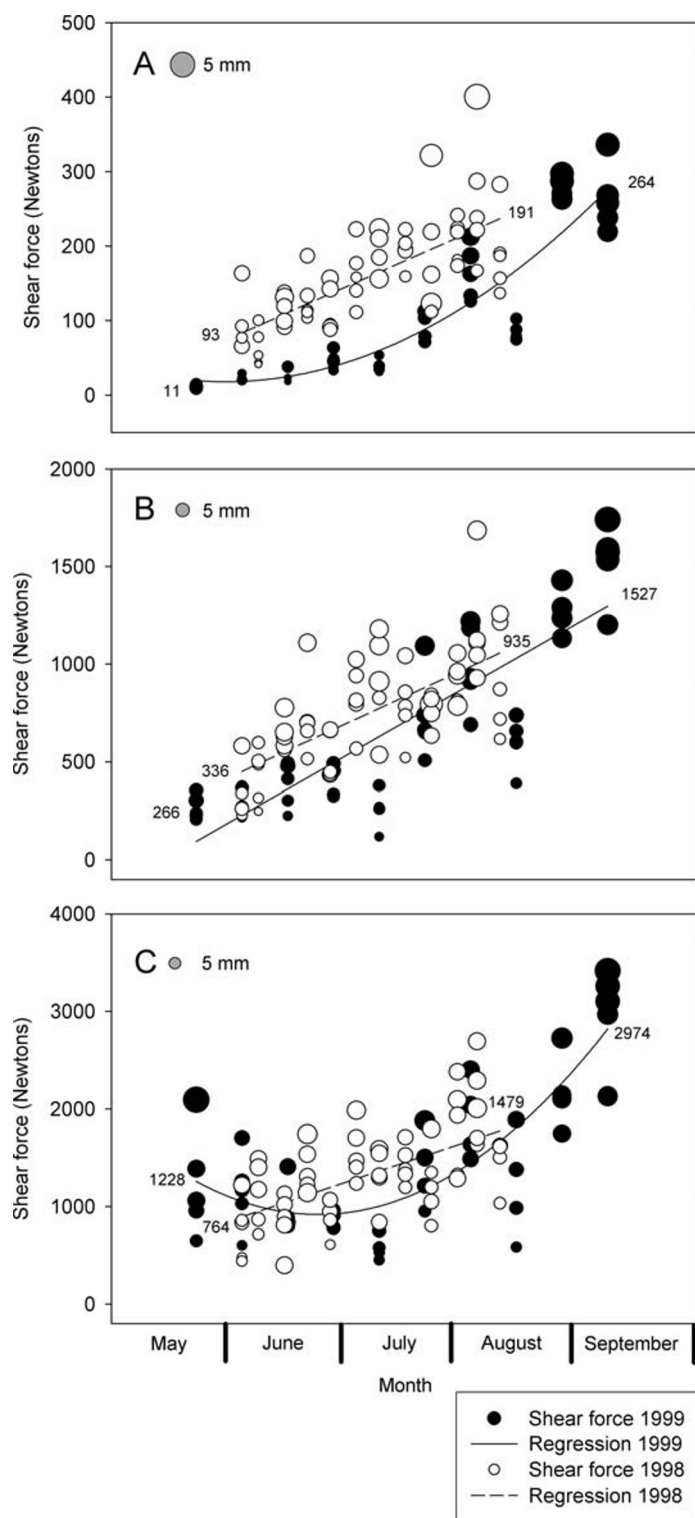 500
400
300
200
100
0
Shear force (Newtons)
A 5 mm
93
11
191
264
2000
1500
1000
500
0
Shear force (Newtons)
B 5 mm
336
266
935
1527
4000
3000
2000
1000
0
Shear force (Newtons)
C 5 mm
1228
764
1479
2974
May June July August September
Month
Shear force 1999
Regression 1999
Shear force 1998
Regression 1998